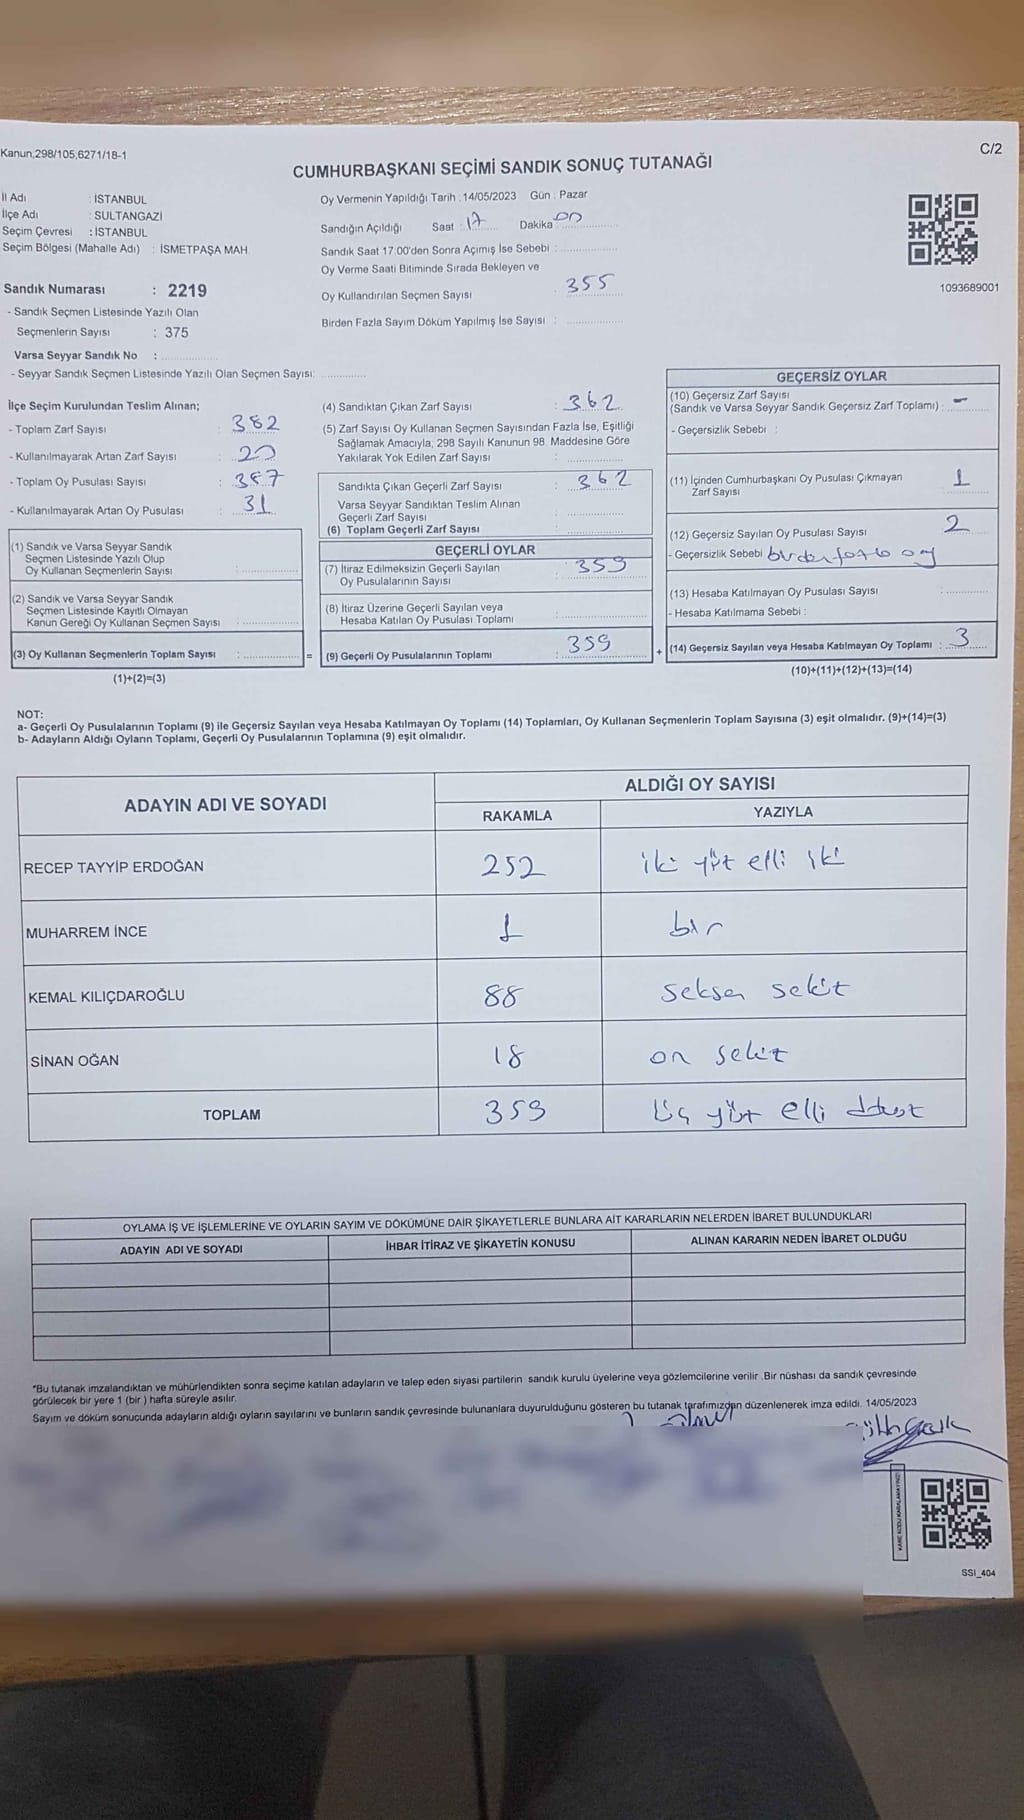 Kanun,298/105,6271/18-1
C/2
CUMHURBAŞKANI SEÇİMİ SANDIK SONUÇ TUTANAĞI
İl Adı : İSTANBUL
İlçe Adı : SULTANGAZİ
Seçim Çevresi : İSTANBUL
Seçim Bölgesi (Mahalle Adı) : İSMETPAŞA MAH.
Oy Vermenin Yapıldığı Tarih : 14/05/2023 Gün : Pazar
Sandığın Açıldığı Saat : 17 Dakika 00
Sandık Saat 17:00'den Sonra Açımış İse Sebebi :
Oy Verme Saati Bitiminde Sırada Bekleyen ve
Oy Kullandırılan Seçmen Sayısı : 355
Birden Fazla Sayım Döküm Yapılmış İse Sayısı :
1093689001
Sandık Numarası : 2219
- Sandık Seçmen Listesinde Yazılı Olan
Seçmenlerin Sayısı : 375
Varsa Seyyar Sandık No :
- Seyyar Sandık Seçmen Listesinde Yazılı Olan Seçmen Sayısı:
İlçe Seçim Kurulundan Teslim Alınan;
- Toplam Zarf Sayısı : 382
- Kullanılmayarak Artan Zarf Sayısı : 20
- Toplam Oy Pusulası Sayısı :
- Kullanılmayarak Artan Oy Pusulası : 31
(1) Sandık ve Varsa Seyyar Sandık
Seçmen Listesinde Yazılı Olup
Oy Kullanan Seçmenlerin Sayısı :
(2) Sandık ve Varsa Seyyar Sandık
Seçmen Listesinde Kayıtlı Olmayan
Kanun Gereği Oy Kullanan Seçmen Sayısı :
(3) Oy Kullanan Seçmenlerin Toplam Sayısı : =
(1)+(2)=(3)
(4) Sandıktan Çıkan Zarf Sayısı : 362
(5) Zarf Sayısı Oy Kullanan Seçmen Sayısından Fazla İse, Eşitliği
Sağlamak Amacıyla, 298 Sayılı Kanunun 98. Maddesine Göre
Yakılarak Yok Edilen Zarf Sayısı :
Sandıkta Çıkan Geçerli Zarf Sayısı : 362
Varsa Seyyar Sandıktan Teslim Alınan
Geçerli Zarf Sayısı :
(6) Toplam Geçerli Zarf Sayısı :
GEÇERLİ OYLAR
(7) İtiraz Edilmeksizin Geçerli Sayılan
Oy Pusulalarının Sayısı : 359
(8) İtiraz Üzerine Geçerli Sayılan veya
Hesaba Katılan Oy Pusulası Toplamı :
(9) Geçerli Oy Pusulalarının Toplamı : 359 +
GEÇERSİZ OYLAR
(10) Geçersiz Zarf Sayısı
(Sandık ve Varsa Seyyar Sandık Geçersiz Zarf Toplamı) : -
- Geçersizlik Sebebi :
(11) İçinden Cumhurbaşkanı Oy Pusulası Çıkmayan
Zarf Sayısı : 1
(12) Geçersiz Sayılan Oy Pusulası Sayısı : 2
- Geçersizlik Sebebi birden fazla oy
(13) Hesaba Katılmayan Oy Pusulası Sayısı :
- Hesaba Katılmama Sebebi :
(14) Geçersiz Sayılan veya Hesaba Katılmayan Oy Toplamı : 3
(10)+(11)+(12)+(13)=(14)
NOT:
a- Geçerli Oy Pusulalarının Toplamı (9) ile Geçersiz Sayılan veya Hesaba Katılmayan Oy Toplamı (14) Toplamları, Oy Kullanan Seçmenlerin Toplam Sayısına (3) eşit olmalıdır. (9)+(14)=(3)
b- Adayların Aldığı Oyların Toplamı, Geçerli Oy Pusulalarının Toplamına (9) eşit olmalıdır.
ADAYIN ADI VE SOYADI
ALDIĞI OY SAYISI
RAKAMLA YAZIYLA
RECEP TAYYİP ERDOĞAN 252 iki yüz elli iki
MUHARREM İNCE 1 bir
KEMAL KILIÇDAROĞLU 88 seksen sekiz
SİNAN OĞAN 18 on sekiz
TOPLAM 359 üç yüz elli dokuz
OYLAMA İŞ VE İŞLEMLERİNE VE OYLARIN SAYIM VE DÖKÜMÜNE DAİR ŞİKAYETLERLE BUNLARA AİT KARARLARIN NELERDEN İBARET BULUNDUKLARI
ADAYIN ADI VE SOYADI İHBAR İTİRAZ VE ŞİKAYETİN KONUSU ALINAN KARARIN NEDEN İBARET OLDUĞU
*Bu tutanak imzalandıktan ve mühürlendikten sonra seçime katılan adayların ve talep eden siyasi partilerin sandık kurulu üyelerine veya gözlemcilerine verilir .Bir nüshası da sandık çevresinde
görülecek bir yere 1 (bir ) hafta süreyle asılır.
Sayım ve döküm sonucunda adayların aldığı oyların sayılarını ve bunların sandık çevresinde bulunanlara duyurulduğunu gösteren bu tutanak tarafımızdan düzenlenerek imza edildi. 14/05/2023
KARE KODU KARALAMAYINIZ!
SSI_404